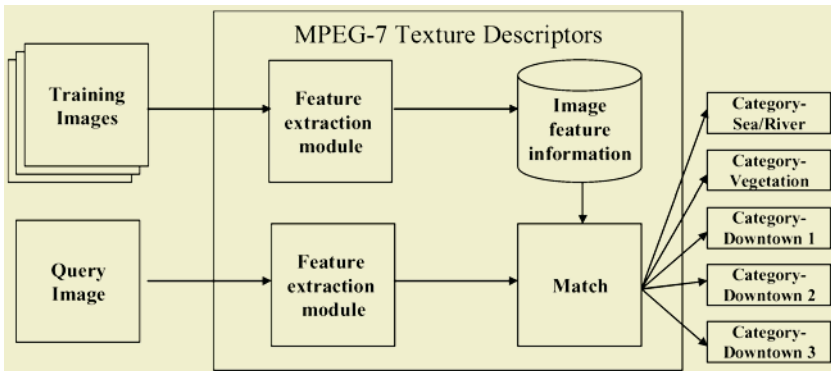 MPEG-7 Texture Descriptors
Training
Images
Feature
extraction
module
Image
feature
information
Query
Image
Feature
extraction
module
Match
Category-
Sea/River
Category-
Vegetation
Category-
Downtown 1
Category-
Downtown 2
Category-
Downtown 3